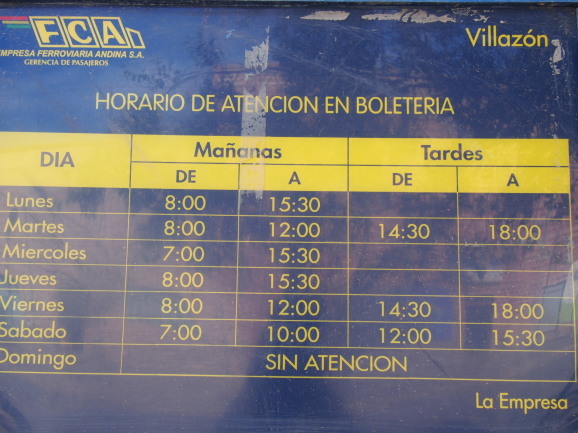 FCA
Villazón
EMPRESA FERROVIARIA ANDINA S.A.
GERENCIA DE PASAJEROS
HORARIO DE ATENCION EN BOLETERIA
DIA Mañanas Tardes
DE A DE A
Lunes 8:00 15:30
Martes 8:00 12:00 14:30 18:00
Miercoles 7:00 15:30
Jueves 8:00 15:30
Viernes 8:00 12:00 14:30 18:00
Sabado 7:00 10:00 12:00 15:30
Domingo SIN ATENCION
La Empresa